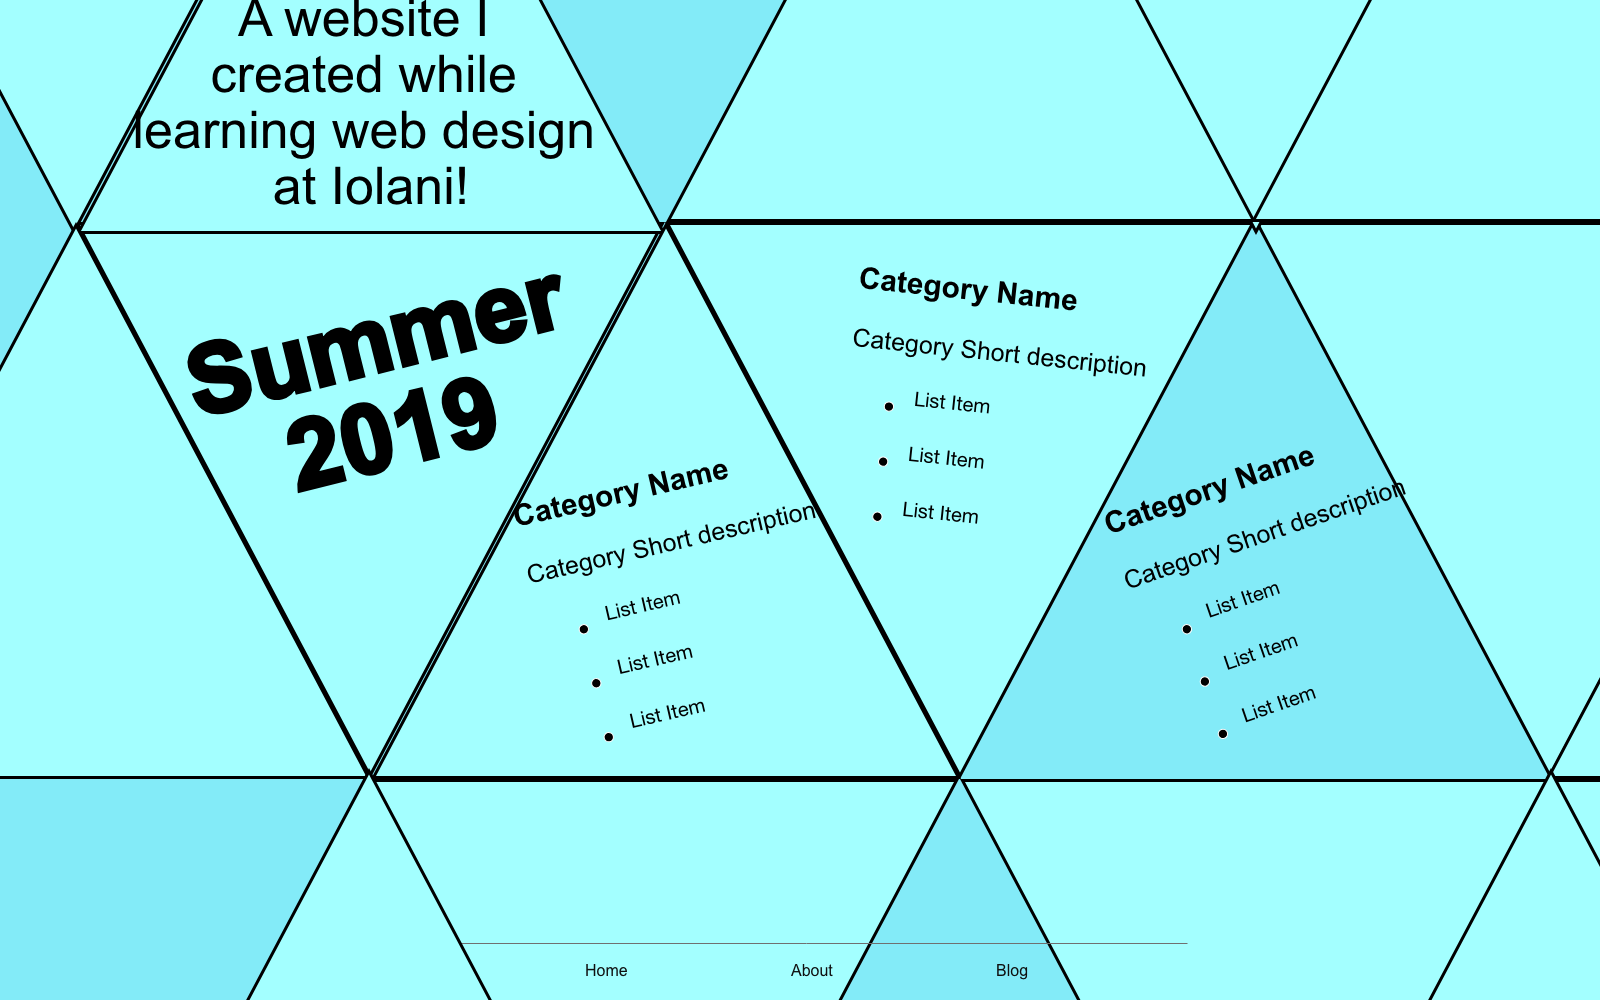 A website I
created while
learning web design
at Iolani!
Summer
2019
Category Name
Category Short description
List Item
List Item
List Item
Category Name
Category Short description
List Item
List Item
List Item
Category Name
Category Short description
List Item
List Item
List Item
Home
About
Blog